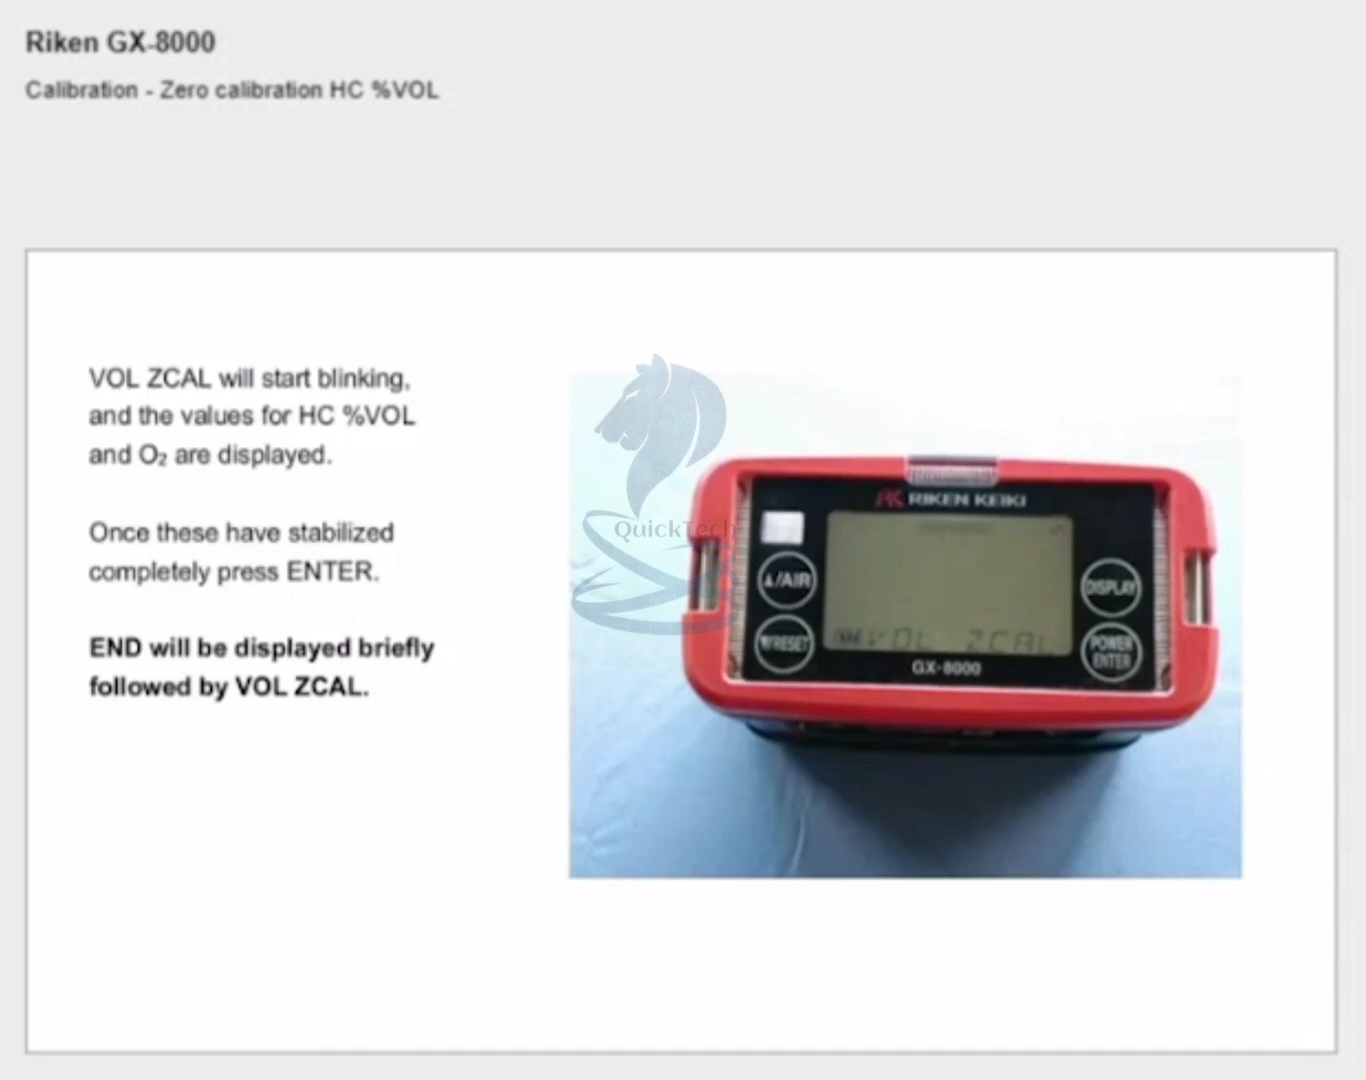 Riken GX-8000
Calibration - Zero calibration HC %VOL
VOL ZCAL will start blinking,
and the values for HC %VOL
and O₂ are displayed.
Once these have stabilized
completely press ENTER.
END will be displayed briefly
followed by VOL ZCAL.
QuickTech
RIKEN KEIKI
▲/AIR
DISPLAY
▼/RESET
VOL ZCAL
POWER
ENTER
GX-8000